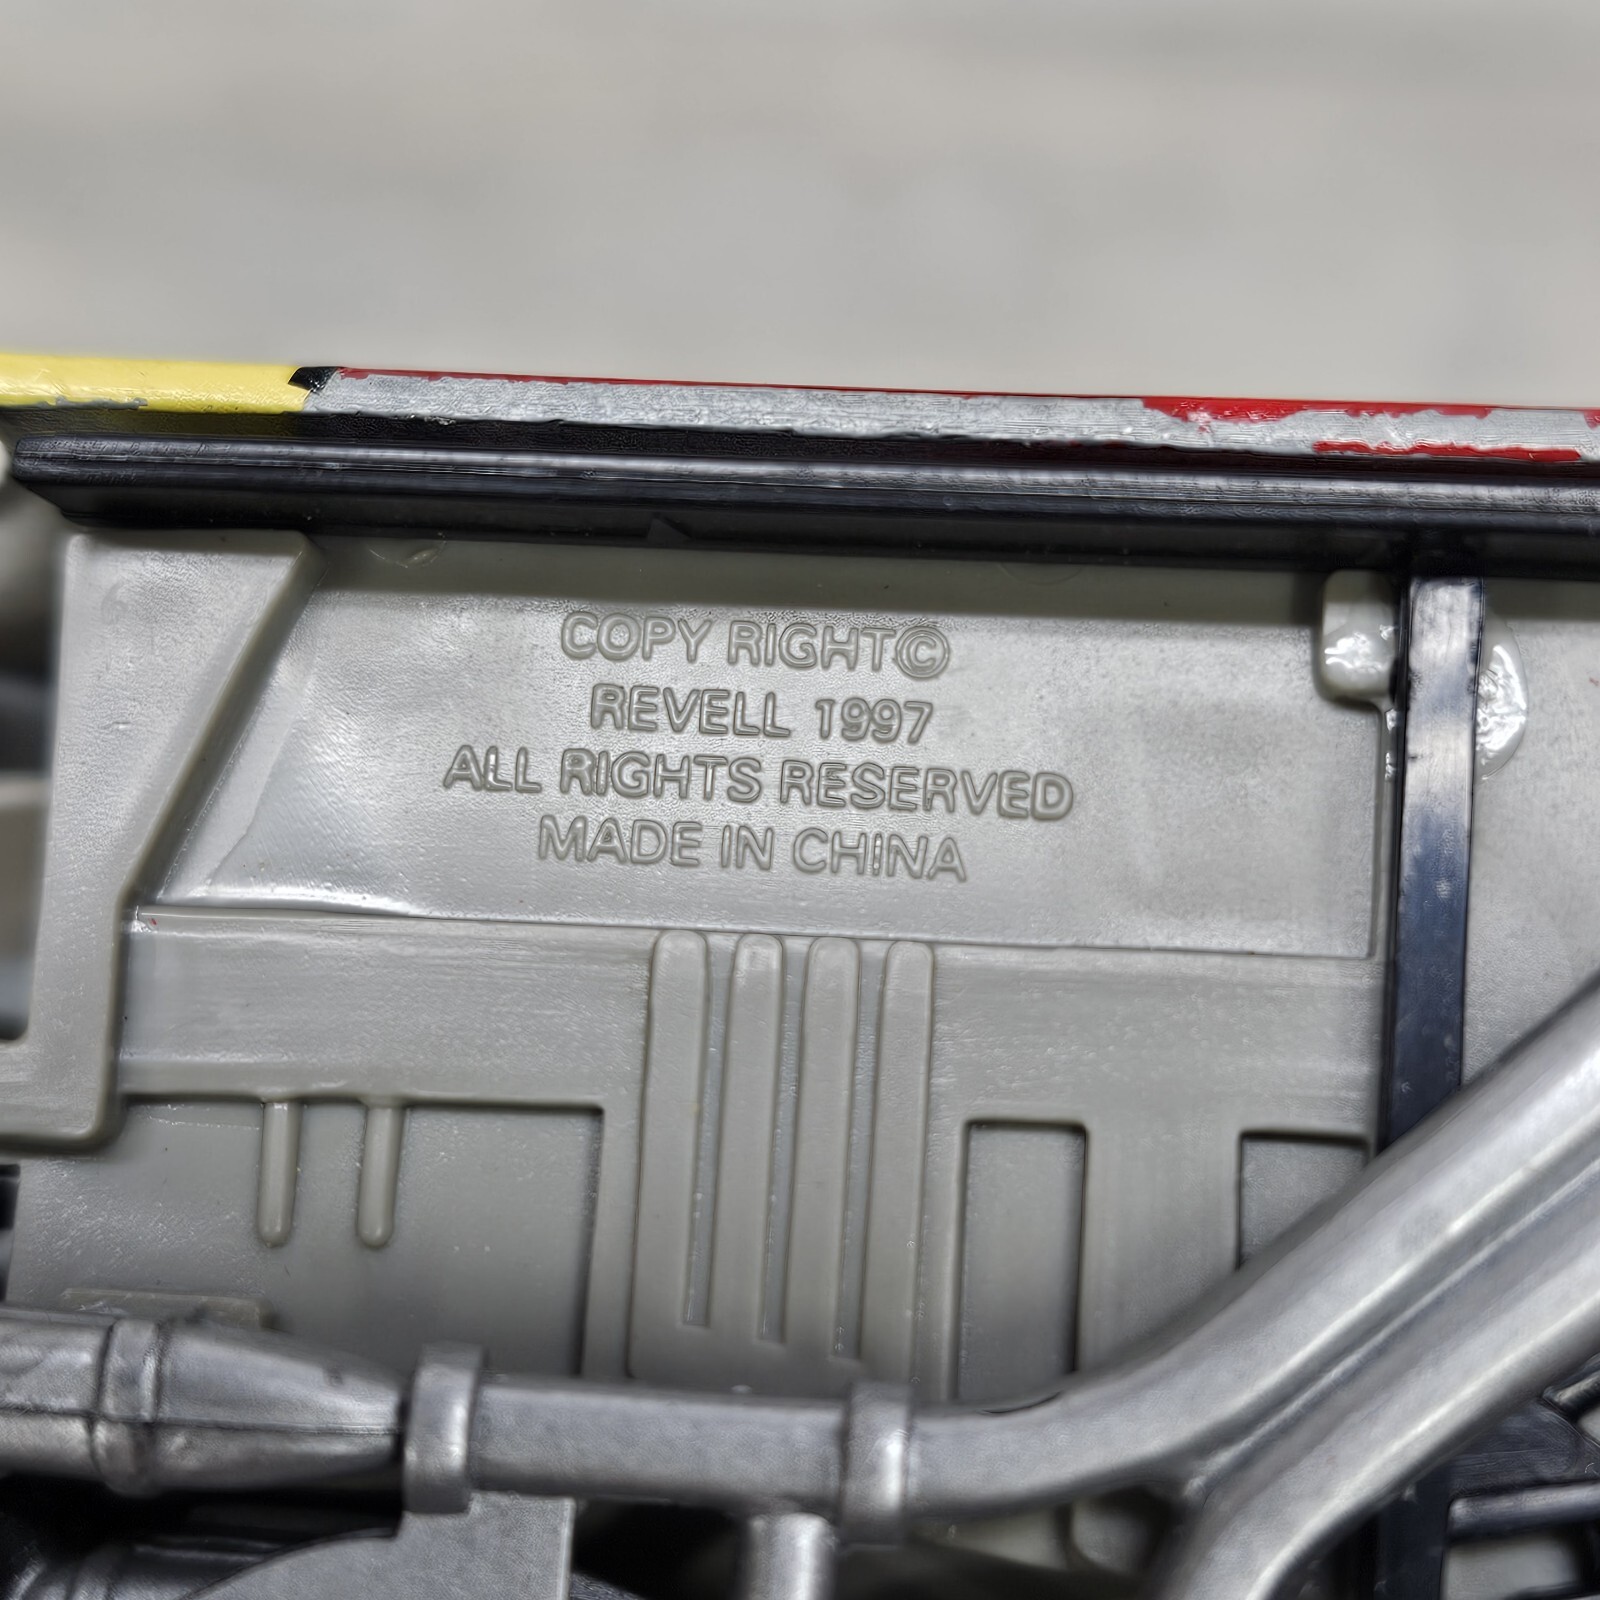 COPY RIGHT©
REVELL 1997
ALL RIGHTS RESERVED
MADE IN CHINA